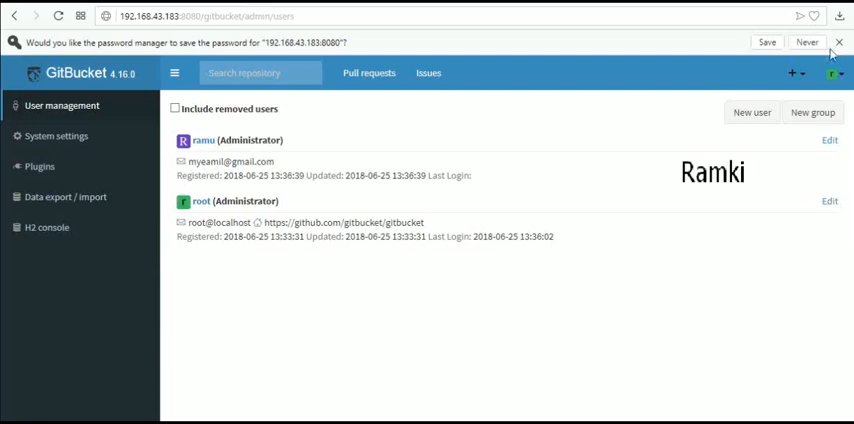 192.168.43.183:8080/gitbucket/admin/users
Would you like the password manager to save the password for "192.168.43.183:8080"?
Save
Never
GitBucket 4.16.0
Search repository
Pull requests
Issues
User management
System settings
Plugins
Data export / import
H2 console
Include removed users
New user
New group
R ramu (Administrator)
Edit
myeamil@gmail.com
Registered: 2018-06-25 13:36:39 Updated: 2018-06-25 13:36:39 Last Login:
Ramki
r root (Administrator)
Edit
root@localhost https://github.com/gitbucket/gitbucket
Registered: 2018-06-25 13:33:31 Updated: 2018-06-25 13:33:31 Last Login: 2018-06-25 13:36:02